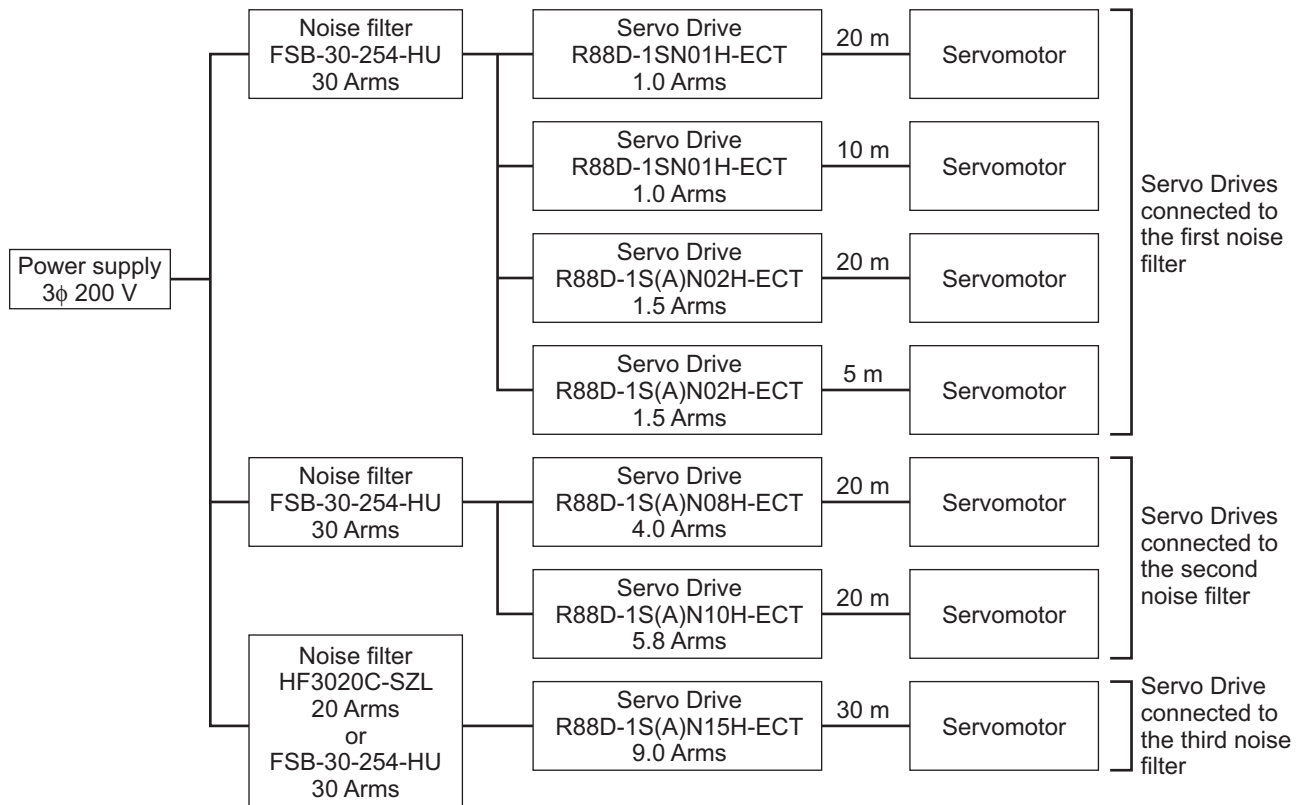 Power supply
3ϕ 200 V
Noise filter
FSB-30-254-HU
30 Arms
Servo Drive
R88D-1SN01H-ECT
1.0 Arms
20 m
Servomotor
Servo Drive
R88D-1SN01H-ECT
1.0 Arms
10 m
Servomotor
Servo Drive
R88D-1S(A)N02H-ECT
1.5 Arms
20 m
Servomotor
Servo Drive
R88D-1S(A)N02H-ECT
1.5 Arms
5 m
Servomotor
Servo Drives
connected to
the first noise
filter
Noise filter
FSB-30-254-HU
30 Arms
Servo Drive
R88D-1S(A)N08H-ECT
4.0 Arms
20 m
Servomotor
Servo Drive
R88D-1S(A)N10H-ECT
5.8 Arms
20 m
Servomotor
Servo Drives
connected to
the second
noise filter
Noise filter
HF3020C-SZL
20 Arms
or
FSB-30-254-HU
30 Arms
Servo Drive
R88D-1S(A)N15H-ECT
9.0 Arms
30 m
Servomotor
Servo Drive
connected to
the third noise
filter